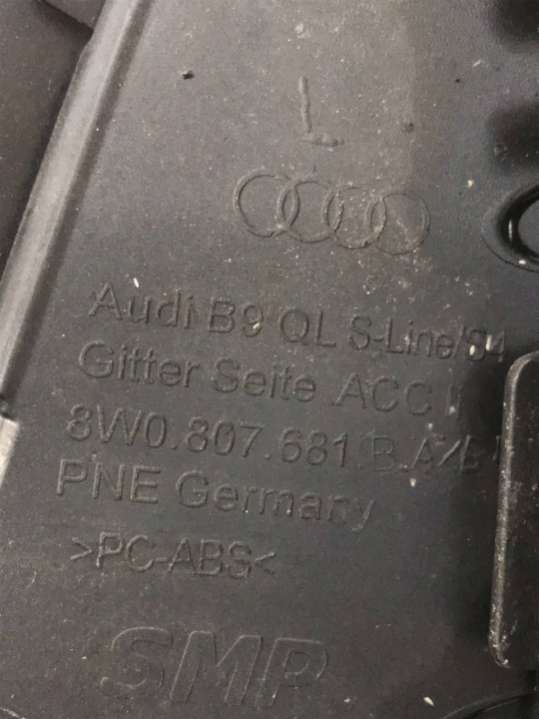 L
Audi B9 QL S-Line/S4
Gitter Seite ACC
8W0.807.681.B.A/B
PNE Germany
>PC-ABS<
SMP